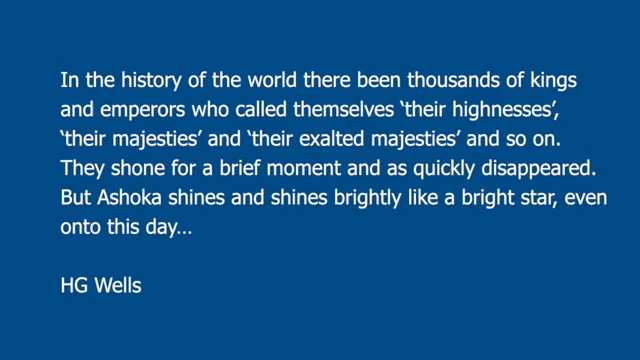 In the history of the world there been thousands of kings
and emperors who called themselves ‘their highnesses’,
‘their majesties’ and ‘their exalted majesties’ and so on.
They shone for a brief moment and as quickly disappeared.
But Ashoka shines and shines brightly like a bright star, even
onto this day…
HG Wells